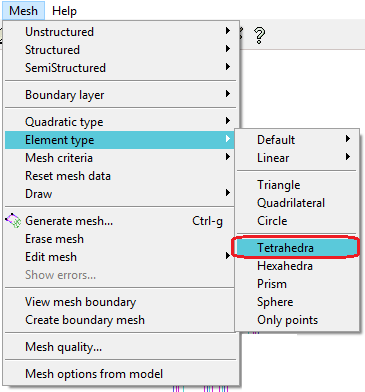 Mesh Help
Unstructured
Structured
SemiStructured
Boundary layer
Quadratic type
Element type
Mesh criteria
Reset mesh data
Draw
Generate mesh... Ctrl-g
Erase mesh
Edit mesh
Show errors...
View mesh boundary
Create boundary mesh
Mesh quality...
Mesh options from model
Default
Linear
Triangle
Quadrilateral
Circle
Tetrahedra
Hexahedra
Prism
Sphere
Only points